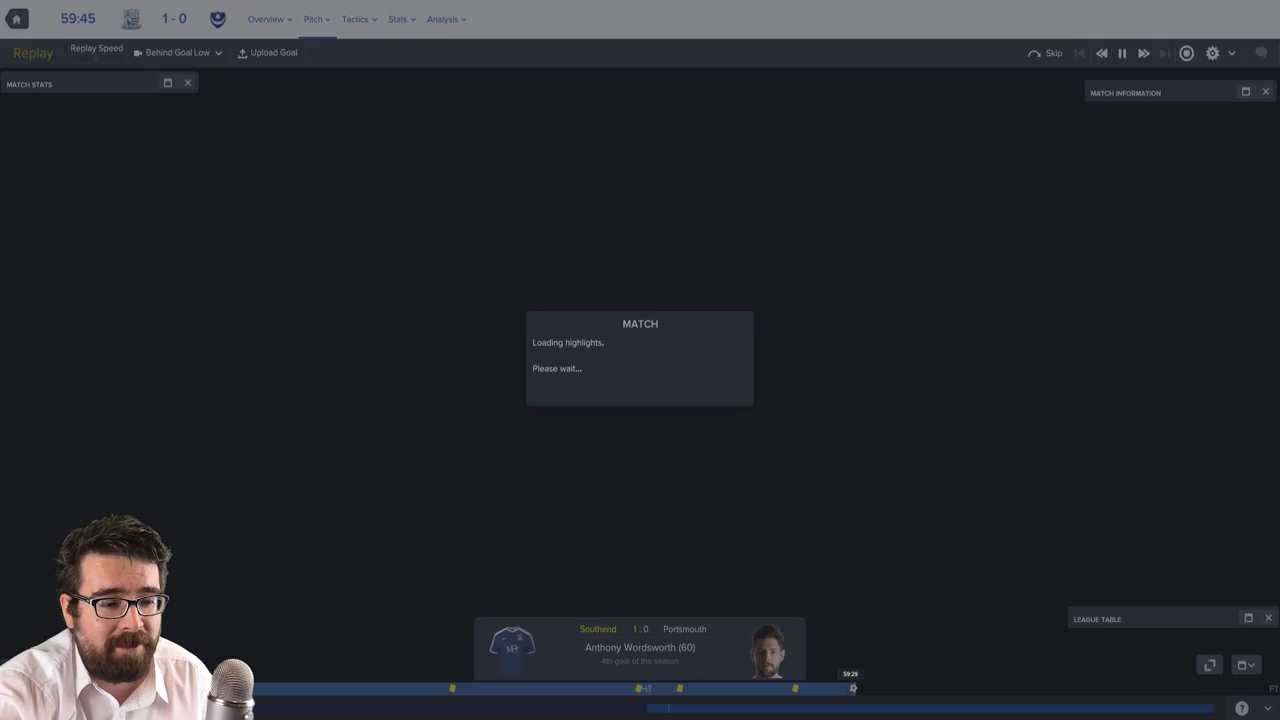 59:45
1 - 0
Overview
Pitch
Tactics
Stats
Analysis
Replay
Replay Speed
Behind Goal Low
Upload Goal
Skip
MATCH STATS
MATCH INFORMATION
MATCH
Loading highlights.
Please wait...
LEAGUE TABLE
Southend 1 : 0 Portsmouth
Anthony Wordsworth (60)
4th goal of the season
59:29
HT
FT